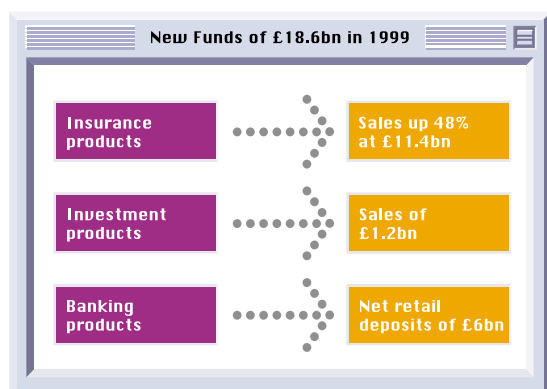 New Funds of £18.6bn in 1999
Insurance
products
Sales up 48%
at £11.4bn
Investment
products
Sales of
£1.2bn
Banking
products
Net retail
deposits of £6bn